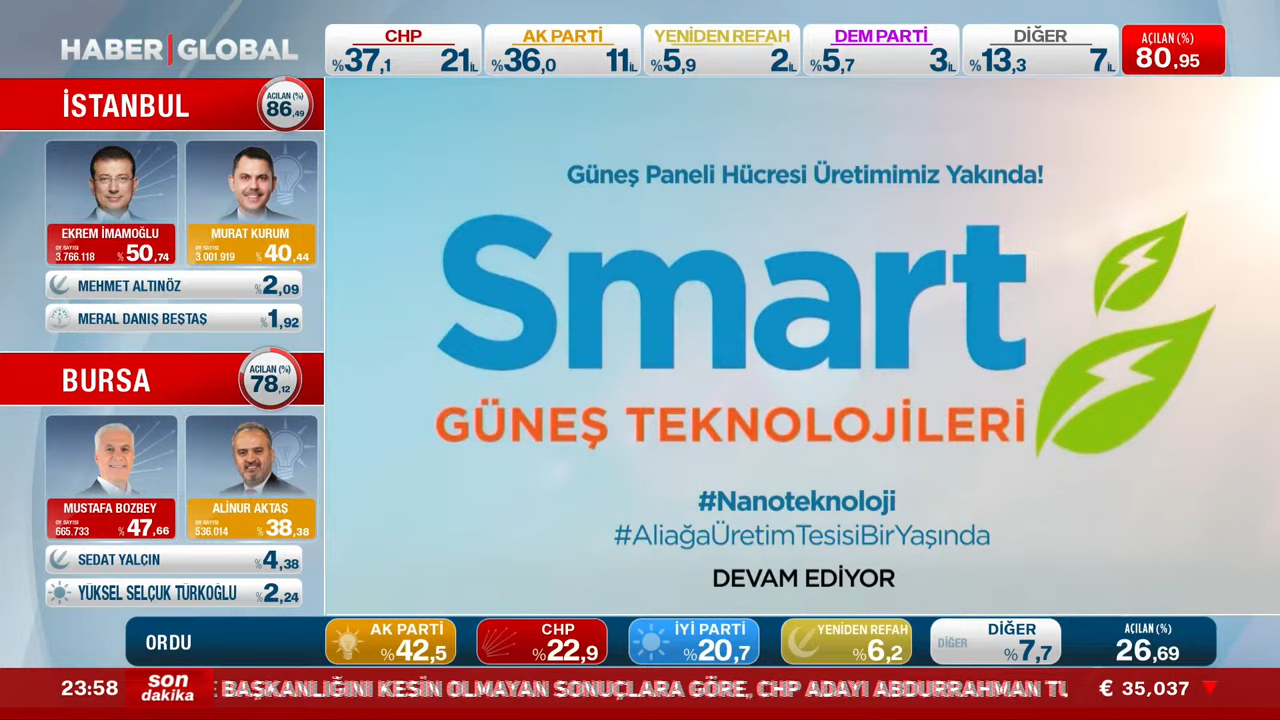 HABER GLOBAL
CHP
%37,1 21İL
AK PARTİ
%36,0 11İL
YENİDEN REFAH
%5,9 2İL
DEM PARTİ
%5,7 3İL
DİĞER
%13,3 7İL
AÇILAN (%)
80,95
İSTANBUL
AÇILAN (%)
86,49
EKREM İMAMOĞLU
OY SAYISI
3.766.118 %50,74
MURAT KURUM
OY SAYISI
3.001.919 %40,44
MEHMET ALTINÖZ %2,09
MERAL DANIŞ BEŞTAŞ %1,92
BURSA
AÇILAN (%)
78,12
MUSTAFA BOZBEY
OY SAYISI
665.733 %47,66
ALİNUR AKTAŞ
OY SAYISI
536.014 %38,38
SEDAT YALÇIN %4,38
YÜKSEL SELÇUK TÜRKOĞLU %2,24
Güneş Paneli Hücresi Üretimimiz Yakında!
Smart
GÜNEŞ TEKNOLOJİLERİ
#Nanoteknoloji
#AliağaÜretimTesisiBirYaşında
DEVAM EDİYOR
ORDU
AK PARTİ
%42,5
CHP
%22,9
İYİ PARTİ
%20,7
YENİDEN REFAH
%6,2
DİĞER
DİĞER
%7,7
AÇILAN (%)
26,69
23:58
son
dakika
BAŞKANLIĞINI KESİN OLMAYAN SONUÇLARA GÖRE, CHP ADAYI ABDURRAHMAN
€ 35,037